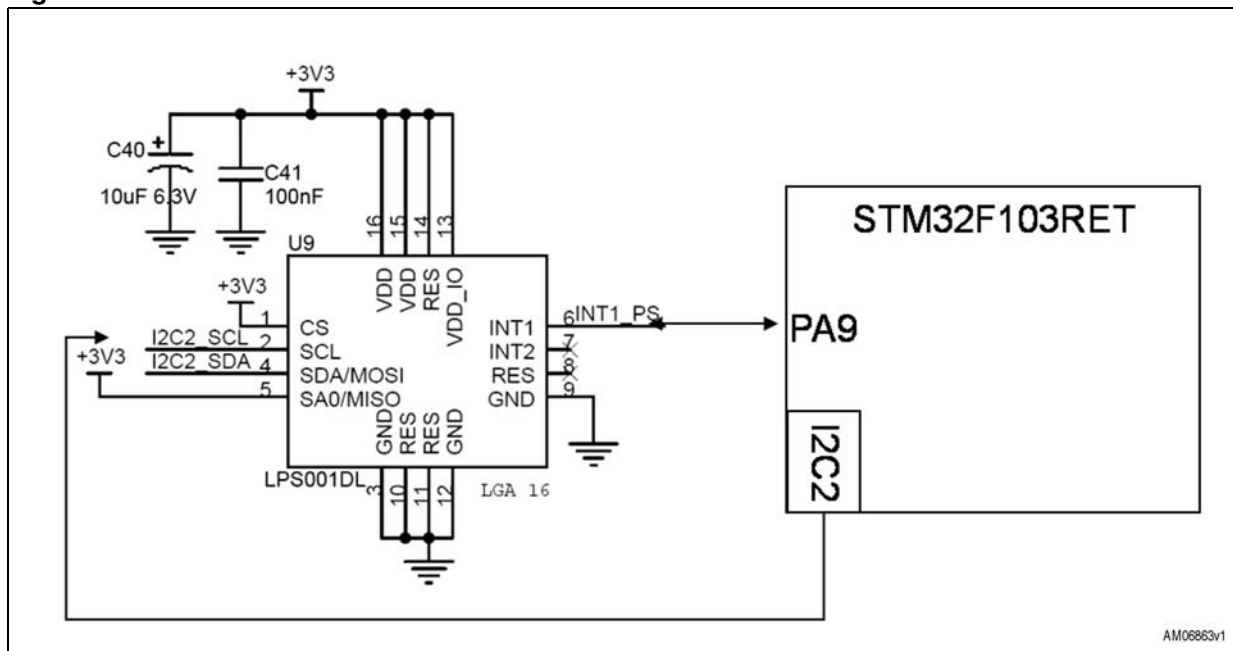 +3V3
C40
+
10uF 6.3V
C41
100nF
16
15
14
13
U9
VDD
VDD
RES
VDD_IO
+3V3
1
CS
I2C2_SCL
2
SCL
+3V3
I2C2_SDA
4
SDA/MOSI
5
SA0/MISO
INT1
6
INT1_PS
INT2
7
RES
8
GND
9
GND
RES
RES
GND
LPS001DL
3
10
11
12
LGA 16
STM32F103RET
PA9
I2C2
AM06863v1